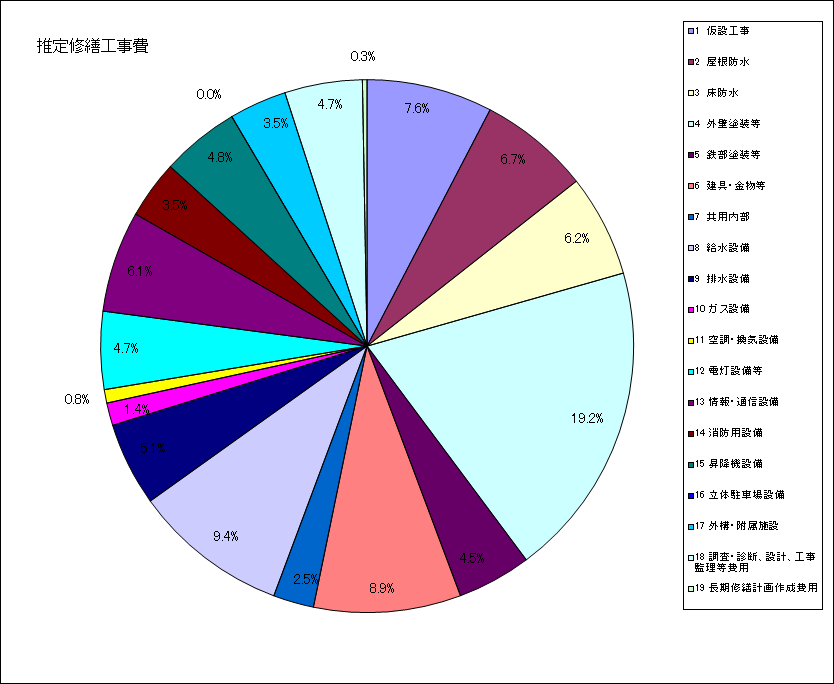 推定修繕工事費
0.3%
7.6%
6.7%
6.2%
19.2%
4.5%
8.9%
2.5%
9.4%
5.1%
1.4%
0.8%
4.7%
6.1%
3.5%
4.8%
0.0%
3.5%
4.7%
1 仮設工事
2 屋根防水
3 床防水
4 外壁塗装等
5 鉄部塗装等
6 建具・金物等
7 共用内部
8 給水設備
9 排水設備
10 ガス設備
11 空調・換気設備
12 電灯設備等
13 情報・通信設備
14 消防用設備
15 昇降機設備
16 立体駐車場設備
17 外構・附属施設
18 調査・診断、設計、工事
監理等費用
19 長期修繕計画作成費用